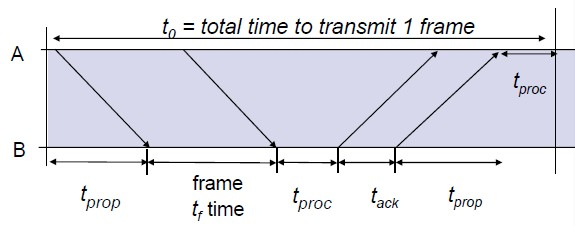 t0 = total time to transmit 1 frame
A
tproc
B
tprop
frame
tf time
tproc
tack
tprop